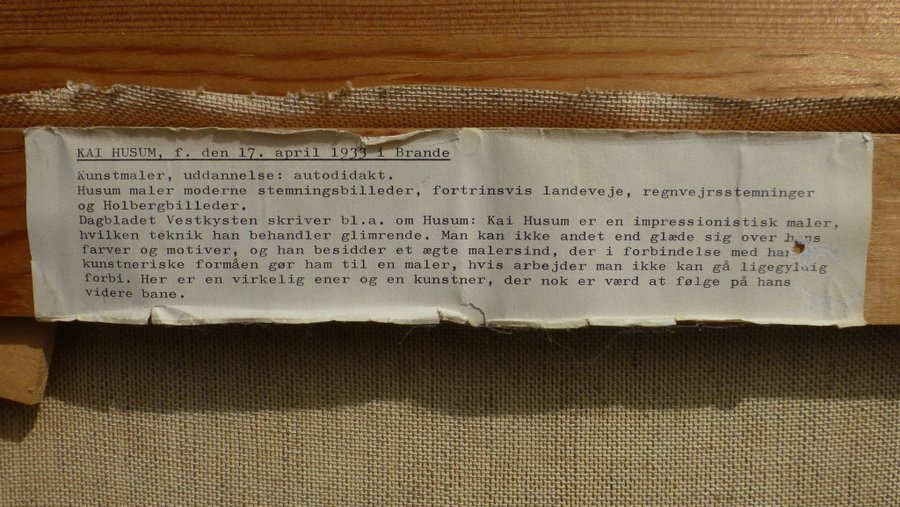 KAI HUSUM, f. den 17. april 1933 i Brande
Kunstmaler, uddannelse: autodidakt.
Husum maler moderne stemningsbilleder, fortrinsvis landeveje, regnvejrsstemninger
og Holbergbilleder.
Dagbladet Vestkysten skriver bl.a. om Husum: Kai Husum er en impressionistisk maler,
hvilken teknik han behandler glimrende. Man kan ikke andet end glæde sig over hans
farver og motiver, og han besidder et ægte malersind, der i forbindelse med hans
kunstneriske formåen gør ham til en maler, hvis arbejder man ikke kan gå ligegyldig
forbi. Her er en virkelig ener og en kunstner, der nok er værd at følge på hans
videre bane.